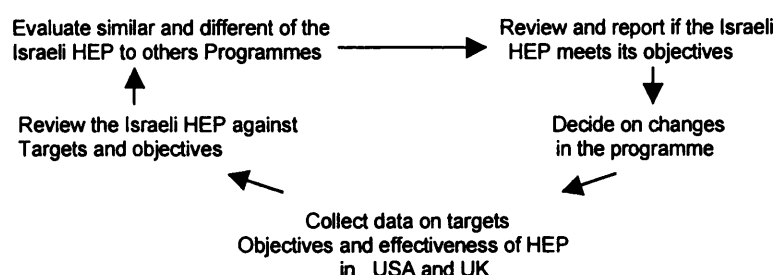 Evaluate similar and different of the
Israeli HEP to others Programmes
Review and report if the Israeli
HEP meets its objectives
Review the Israeli HEP against
Targets and objectives
Decide on changes
in the programme
Collect data on targets
Objectives and effectiveness of HEP
in USA and UK